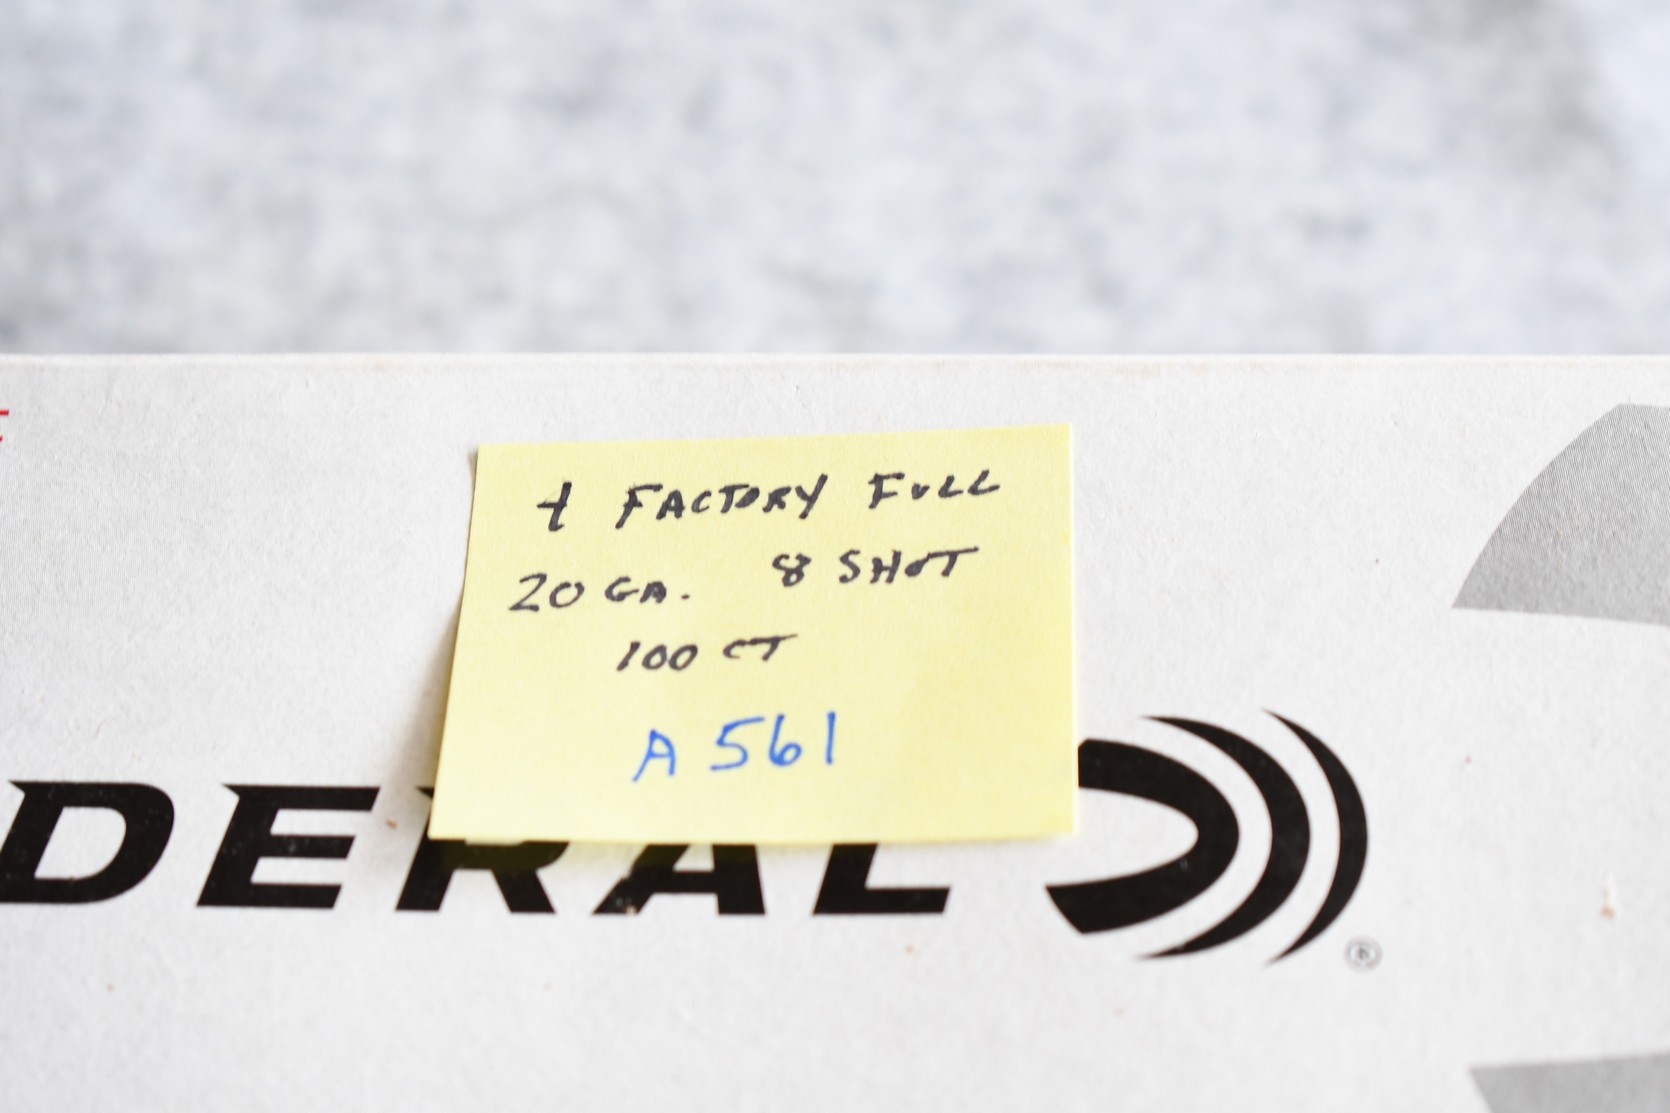 1 FACTORY FULL
20 GA. 8 SHOT
100 CT
A 561
DERAL
®